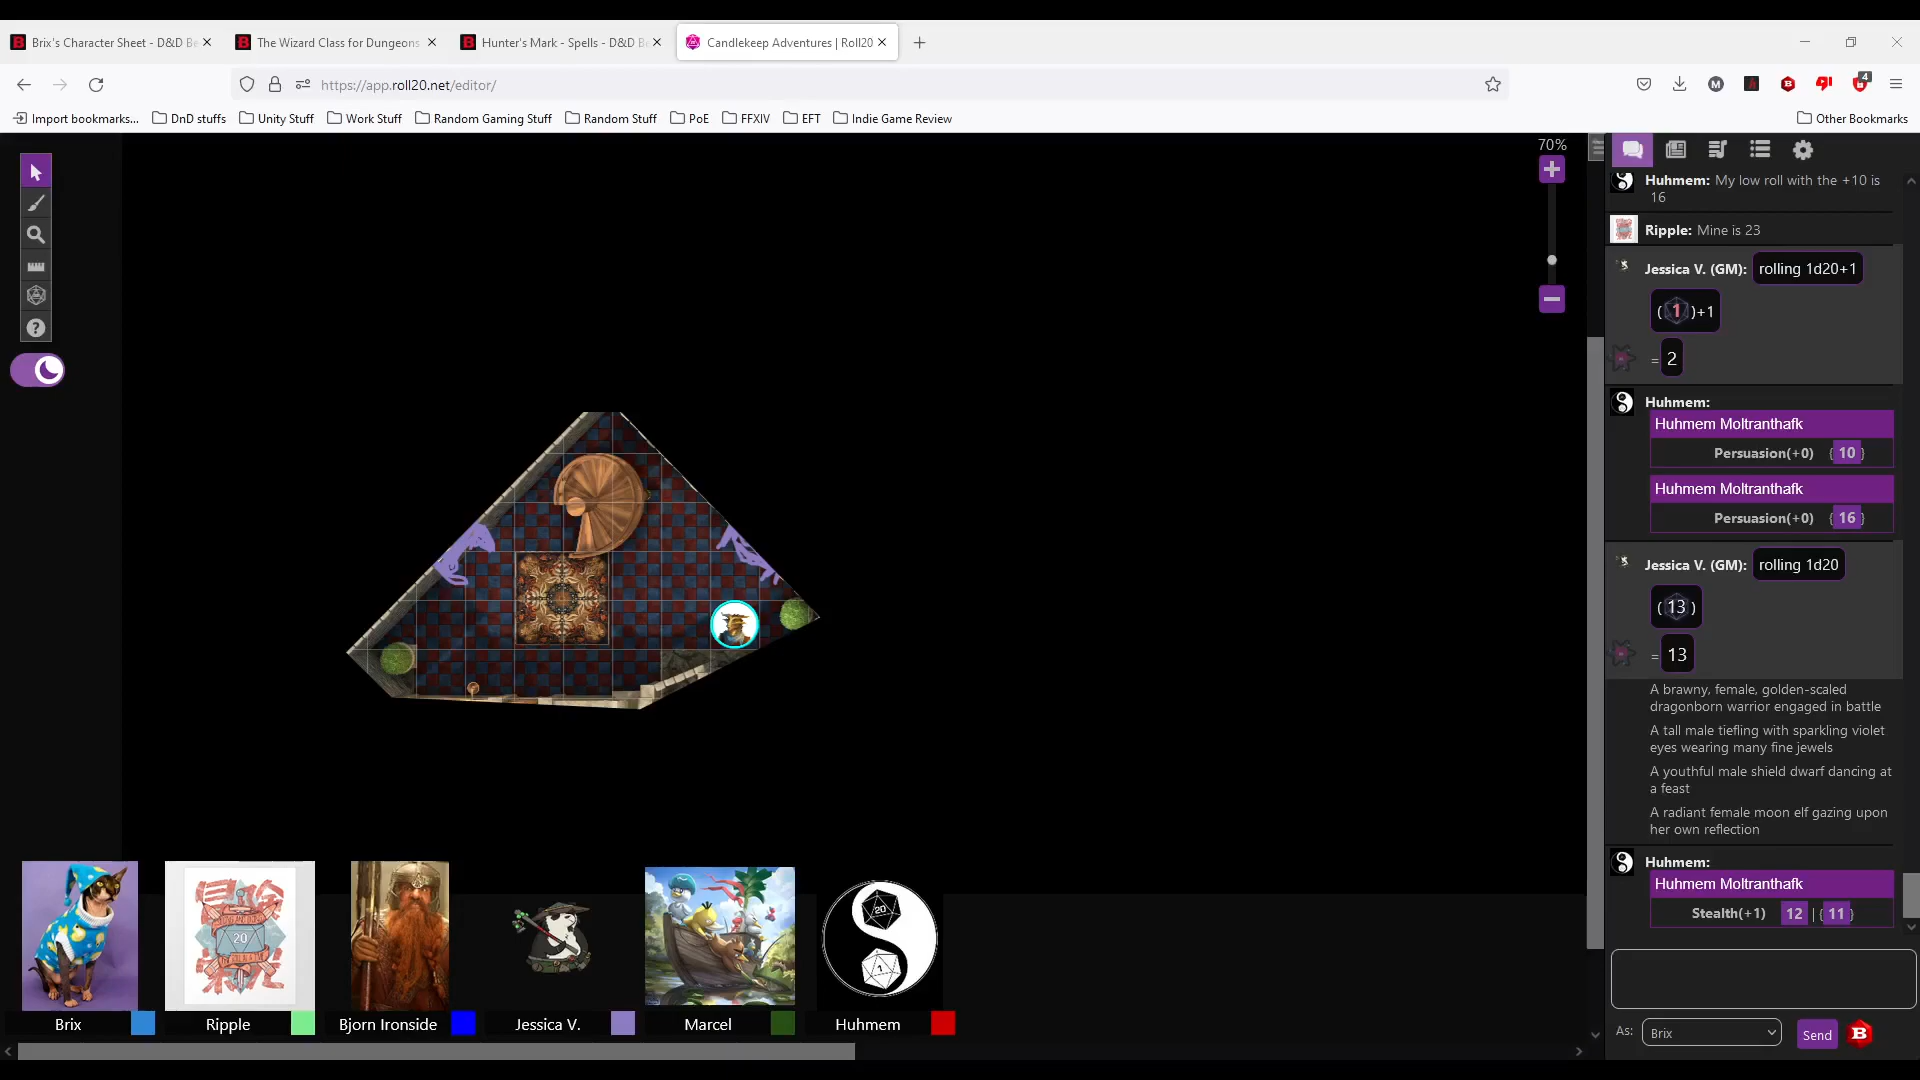 Brix's Character Sheet - D&D Be
The Wizard Class for Dungeons
Hunter's Mark - Spells - D&D Be
Candlekeep Adventures | Roll20
https://app.roll20.net/editor/
4
Import bookmarks...
DnD stuffs
Unity Stuff
Work Stuff
Random Gaming Stuff
Random Stuff
PoE
FFXIV
EFT
Indie Game Review
Other Bookmarks
70%
Huhmem: My low roll with the +10 is
16
Ripple: Mine is 23
Jessica V. (GM): rolling 1d20+1
(1)+1
=2
Huhmem:
Huhmem Moltranthafk
Persuasion(+0) {10}
Huhmem Moltranthafk
Persuasion(+0) {16}
Jessica V. (GM): rolling 1d20
(13)
=13
A brawny, female, golden-scaled
dragonborn warrior engaged in battle
A tall male tiefling with sparkling violet
eyes wearing many fine jewels
A youthful male shield dwarf dancing at
a feast
A radiant female moon elf gazing upon
her own reflection
Huhmem:
Huhmem Moltranthafk
Stealth(+1) 12 | {11}
20
20
1
Brix
Ripple
Bjorn Ironside
Jessica V.
Marcel
Huhmem
As:
Brix
Send
B